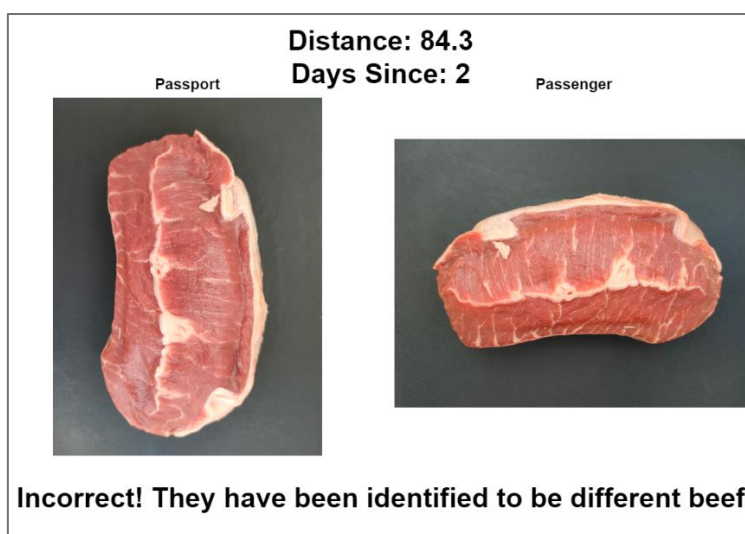 Distance: 84.3
Days Since: 2
Passport
Passenger
Incorrect! They have been identified to be different beef